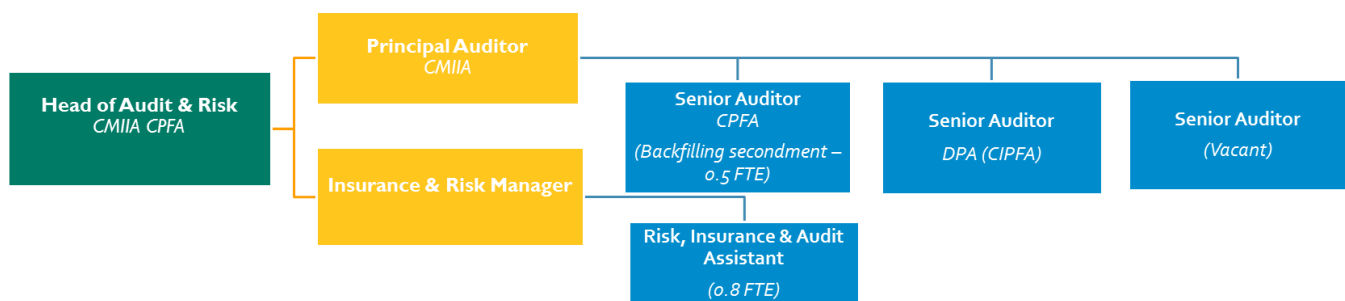 Head of Audit & Risk
CMIIA CPFA
Principal Auditor
CMIIA
Insurance & Risk Manager
Senior Auditor
CPFA
(Backfilling secondment –
0.5 FTE)
Senior Auditor
DPA (CIPFA)
Senior Auditor
(Vacant)
Risk, Insurance & Audit
Assistant
(0.8 FTE)